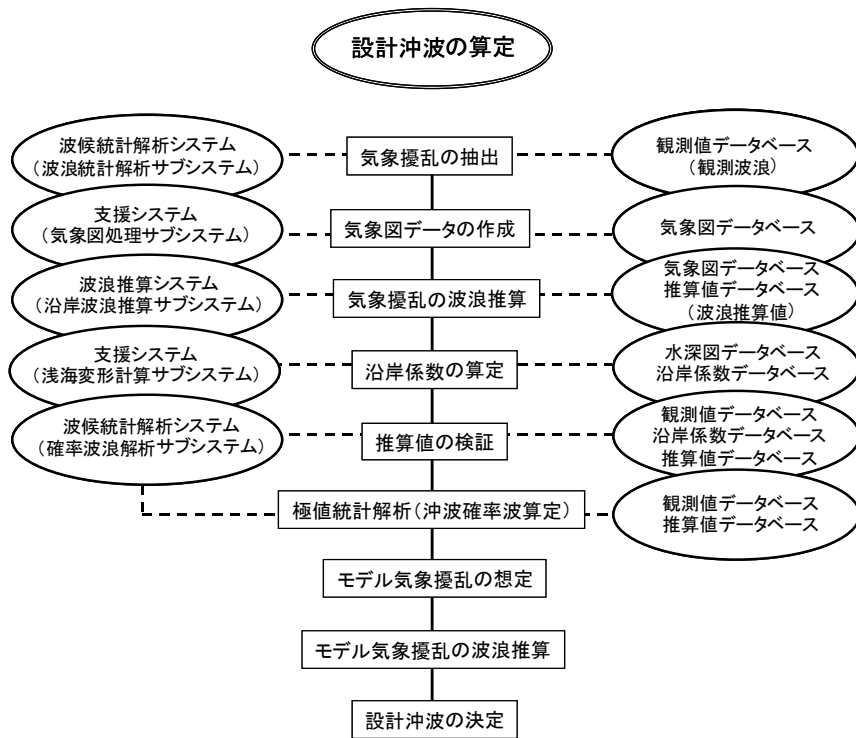 設計沖波の算定
波候統計解析システム
(波浪統計解析サブシステム)
気象擾乱の抽出
観測値データベース
(観測波浪)
支援システム
(気象図処理サブシステム)
気象図データの作成
気象図データベース
波浪推算システム
(沿岸波浪推算サブシステム)
気象擾乱の波浪推算
気象図データベース
推算値データベース
(波浪推算値)
支援システム
(浅海変形計算サブシステム)
沿岸係数の算定
水深図データベース
沿岸係数データベース
波候統計解析システム
(確率波浪解析サブシステム)
推算値の検証
観測値データベース
沿岸係数データベース
推算値データベース
極値統計解析(沖波確率波算定)
観測値データベース
推算値データベース
モデル気象擾乱の想定
モデル気象擾乱の波浪推算
設計沖波の決定